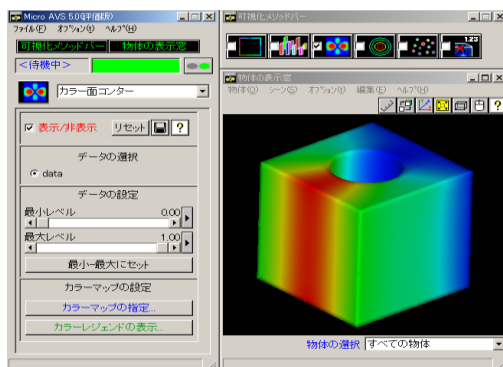 Micro AVS 5.0(評価版)
ファイル(E) オプション(t) ヘルプ(H)
可視化メソッドバー 物体の表示窓
<待機中>
カラー面コンター
表示/非表示 リセット ?
データの選択
data
データの設定
最小レベル 0.00
最大レベル 1.00
最小-最大にセット
カラーマップの設定
カラーマップの指定...
カラーレジェンドの表示...
可視化メソッドバー
1.23
物体の表示窓
物体(O) シーン(S) オプション(t) 編集(E) ヘルプ(H)
?
物体の選択 すべての物体